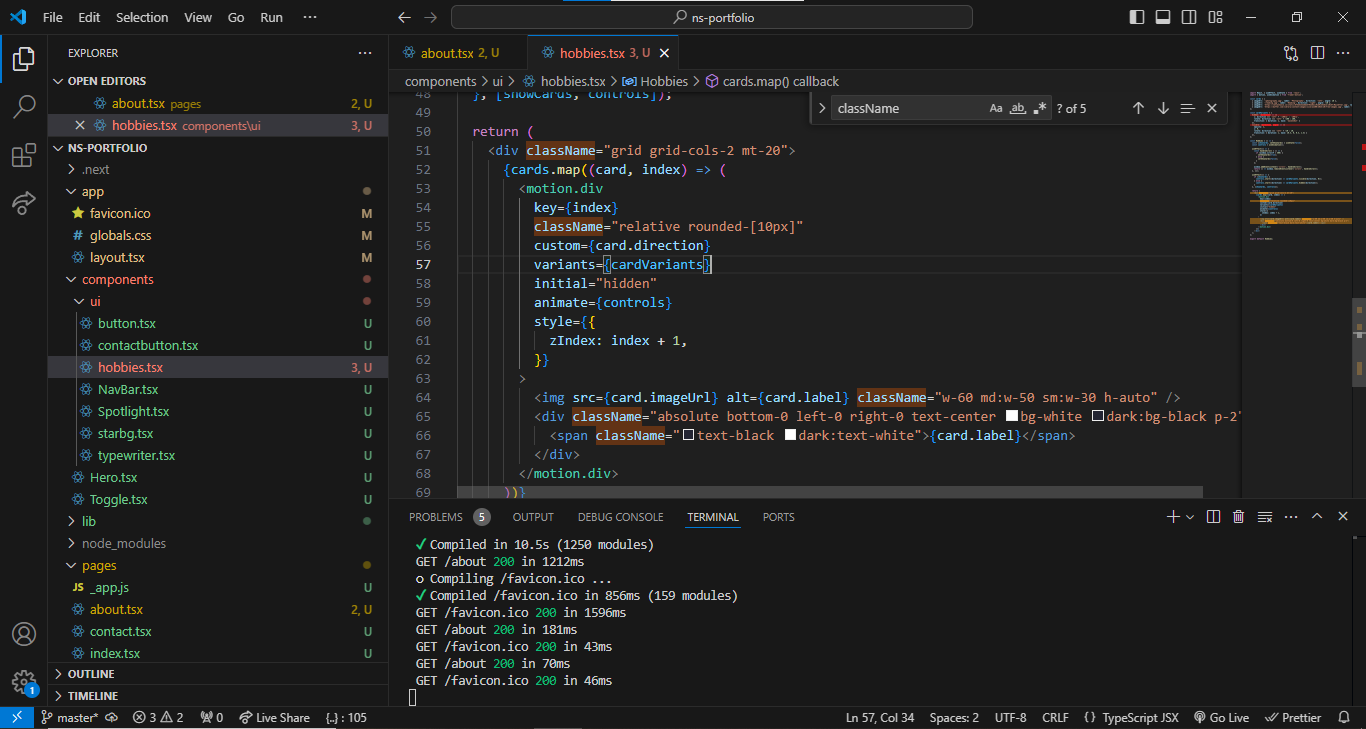 File Edit Selection View Go Run ··· ns-portfolio
EXPLORER ···
OPEN EDITORS
about.tsx pages 2, U
hobbies.tsx components\ui 3, U
NS-PORTFOLIO
.next
app
favicon.ico M
globals.css M
layout.tsx M
components
ui
button.tsx U
contactbutton.tsx U
hobbies.tsx 3, U
NavBar.tsx U
Spotlight.tsx U
starbg.tsx U
typewriter.tsx U
Hero.tsx U
Toggle.tsx U
lib
node_modules
pages
_app.js U
about.tsx 2, U
contact.tsx U
index.tsx U
OUTLINE
TIMELINE
about.tsx 2, U hobbies.tsx 3, U
components > ui > hobbies.tsx > Hobbies > cards.map() callback
className Aa ab .* ? of 5
48 }, [showCards, controls]);
49
50 return (
51 <div className="grid grid-cols-2 mt-20">
52 {cards.map((card, index) => (
53 <motion.div
54 key={index}
55 className="relative rounded-[10px]"
56 custom={card.direction}
57 variants={cardVariants}
58 initial="hidden"
59 animate={controls}
60 style={{
61 zIndex: index + 1,
62 }}
63 >
64 <img src={card.imageUrl} alt={card.label} className="w-60 md:w-50 sm:w-30 h-auto" />
65 <div className="absolute bottom-0 left-0 right-0 text-center bg-white dark:bg-black p-2"
66 <span className="text-black dark:text-white">{card.label}</span>
67 </div>
68 </motion.div>
69 ))}
PROBLEMS 5 OUTPUT DEBUG CONSOLE TERMINAL PORTS
✓ Compiled in 10.5s (1250 modules)
GET /about 200 in 1212ms
○ Compiling /favicon.ico ...
✓ Compiled /favicon.ico in 856ms (159 modules)
GET /favicon.ico 200 in 1596ms
GET /about 200 in 181ms
GET /favicon.ico 200 in 43ms
GET /about 200 in 70ms
GET /favicon.ico 200 in 46ms
1
master* 3 2 0 Live Share {..} : 105 Ln 57, Col 34 Spaces: 2 UTF-8 CRLF {} TypeScript JSX Go Live Prettier